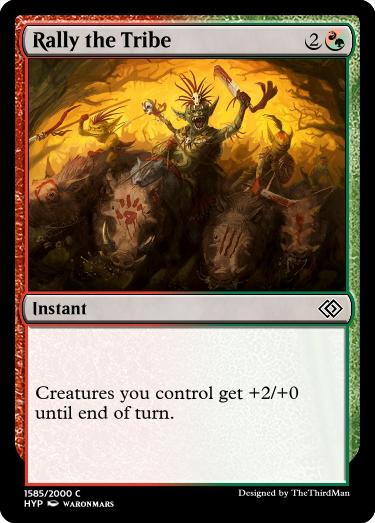 Rally the Tribe 2
Instant
Creatures you control get +2/+0
until end of turn.
1585/2000 C
HYP WARONMARS
Designed by TheThirdMan